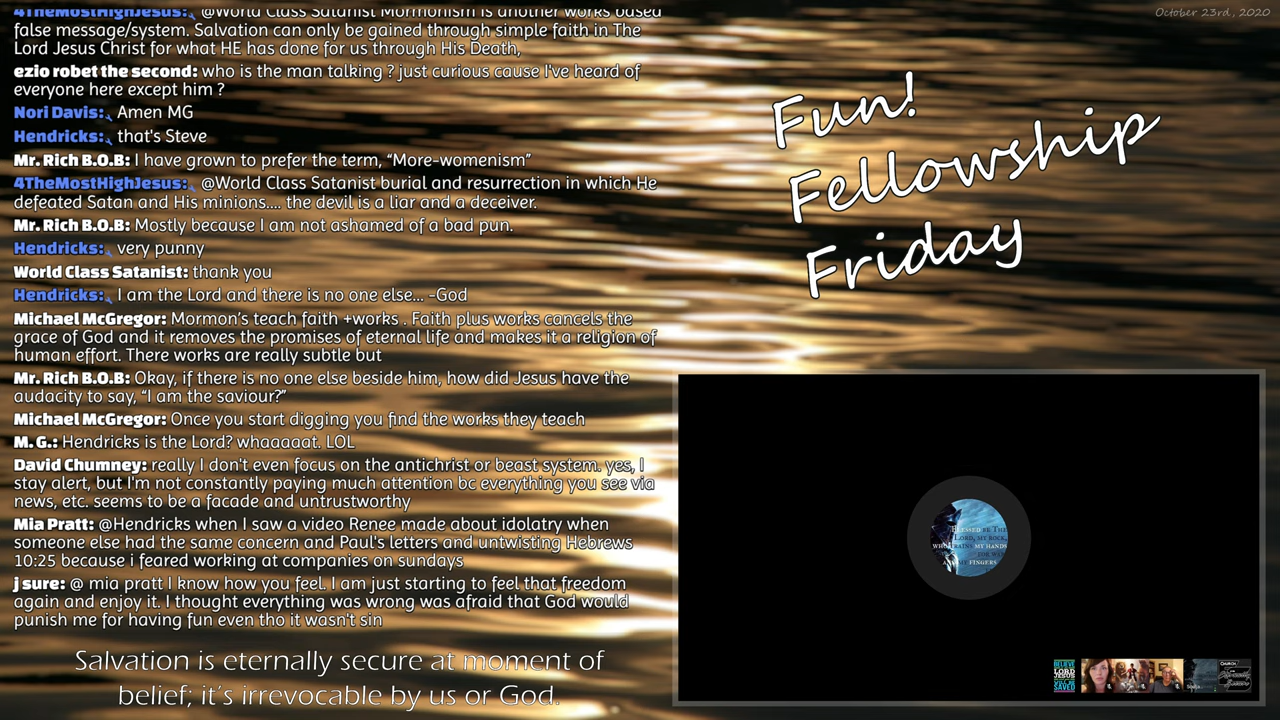 October 23rd, 2020
4TheMostHighJesus: @World Class Satanist Mormonism is another works based
false message/system. Salvation can only be gained through simple faith in The
Lord Jesus Christ for what HE has done for us through His Death,
ezio robet the second: who is the man talking ? just curious cause I've heard of
everyone here except him ?
Nori Davis: Amen MG
Hendricks: that's Steve
Mr. Rich B.O.B: I have grown to prefer the term, “More-womenism”
4TheMostHighJesus: @World Class Satanist burial and resurrection in which He
defeated Satan and His minions.... the devil is a liar and a deceiver.
Mr. Rich B.O.B: Mostly because I am not ashamed of a bad pun.
Hendricks: very punny
World Class Satanist: thank you
Hendricks: I am the Lord and there is no one else... -God
Michael McGregor: Mormon's teach faith +works . Faith plus works cancels the
grace of God and it removes the promises of eternal life and makes it a religion of
human effort. There works are really subtle but
Mr. Rich B.O.B: Okay, if there is no one else beside him, how did Jesus have the
audacity to say, “I am the saviour?”
Michael McGregor: Once you start digging you find the works they teach
M. G.: Hendricks is the Lord? whaaaaat. LOL
David Chumney: really I don't even focus on the antichrist or beast system. yes, I
stay alert, but I'm not constantly paying much attention bc everything you see via
news, etc. seems to be a facade and untrustworthy
Mia Pratt: @Hendricks when I saw a video Renee made about idolatry when
someone else had the same concern and Paul's letters and untwisting Hebrews
10:25 because i feared working at companies on sundays
j sure: @ mia pratt I know how you feel. I am just starting to feel that freedom
again and enjoy it. I thought everything was wrong was afraid that God would
punish me for having fun even tho it wasn't sin
Salvation is eternally secure at moment of
belief; it's irrevocable by us or God.
Fun!
Fellowship
Friday
Blessed be The
Lord, my rock,
who trains my hands
for war
fingers
BELIEVE
LORD
JESUS
SAVED
CHURCH